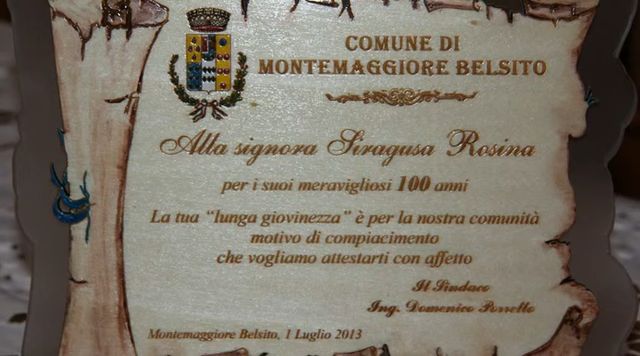 COMUNE DI
MONTEMAGGIORE BELSITO
Alla signora Siragusa Rosina
per i suoi meravigliosi 100 anni
La tua "lunga giovinezza" è per la nostra comunità
motivo di compiacimento
che vogliamo attestarti con affetto
Il Sindaco
Ing. Domenico Porretto
Montemaggiore Belsito, 1 Luglio 2013